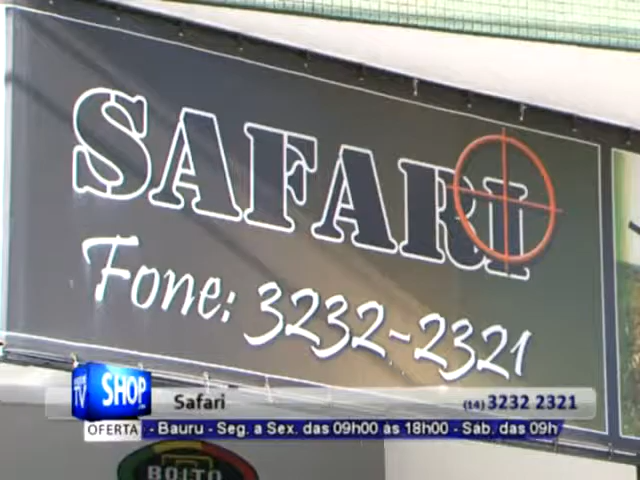 SAFARI
Fone: 3232-2321
TV SHOP
Safari
(14) 3232 2321
OFERTA
- Bauru - Seg. a Sex. das 09h00 às 18h00 - Sáb. das 09h
BOITO